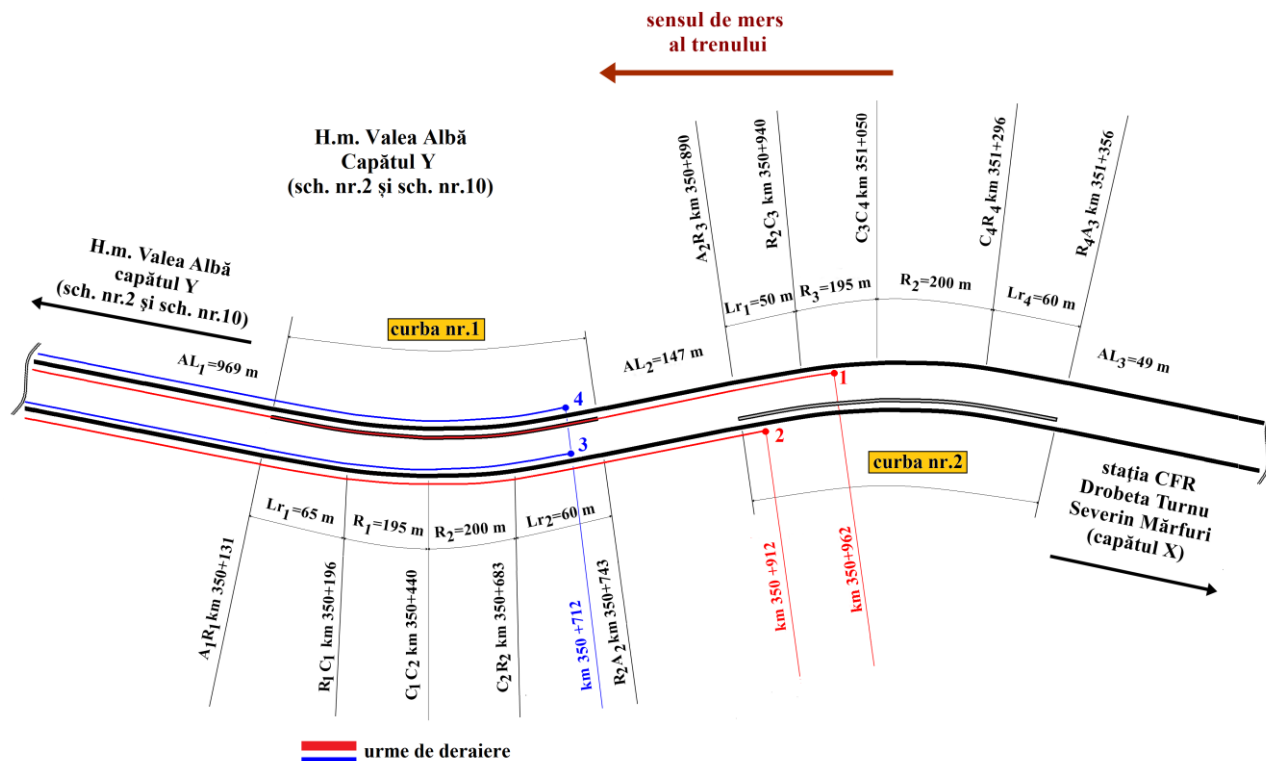 sensul de mers
al trenului
H.m. Valea Albă
Capătul Y
(sch. nr.2 și sch. nr.10)
A2R3 km 350+890
R2C3 km 350+940
C3C4 km 351+050
C4R4 km 351+296
R4A3 km 351+356
H.m. Valea Albă
capătul Y
(sch. nr.2 și sch. nr.10)
Lr1=50 m
R3=195 m
R2=200 m
Lr4=60 m
curba nr.1
AL1=969 m
AL2=147 m
AL3=49 m
1
4
2
3
curba nr.2
stația CFR
Drobeta Turnu
Severin Mărfuri
(capătul X)
Lr1=65 m
R1=195 m
R2=200 m
Lr2=60 m
A1R1 km 350+131
R1C1 km 350+196
C1C2 km 350+440
C2R2 km 350+683
km 350 +712
R2A2 km 350+743
km 350 +912
km 350+962
urme de deraiere